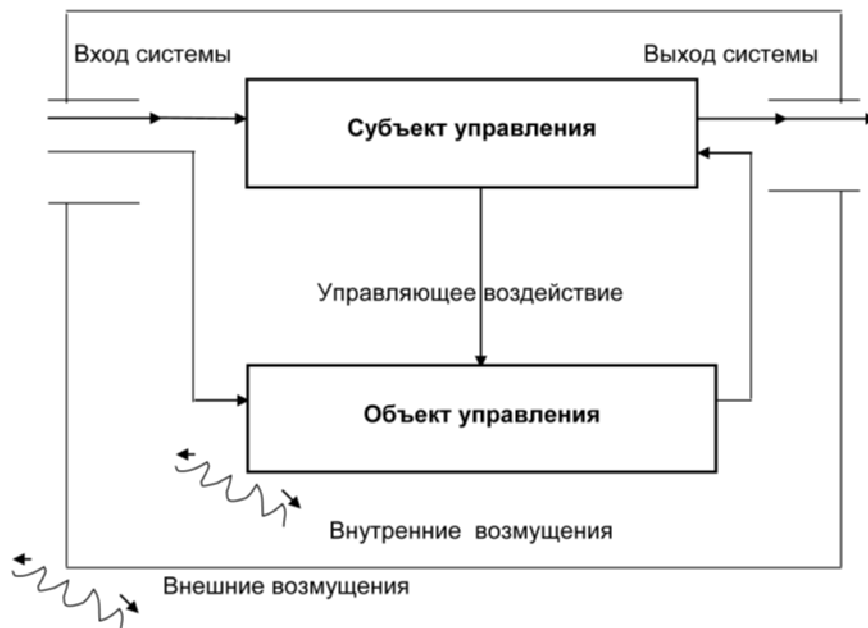 Вход системы
Выход системы
Субъект управления
Управляющее воздействие
Объект управления
Внутренние возмущения
Внешние возмущения